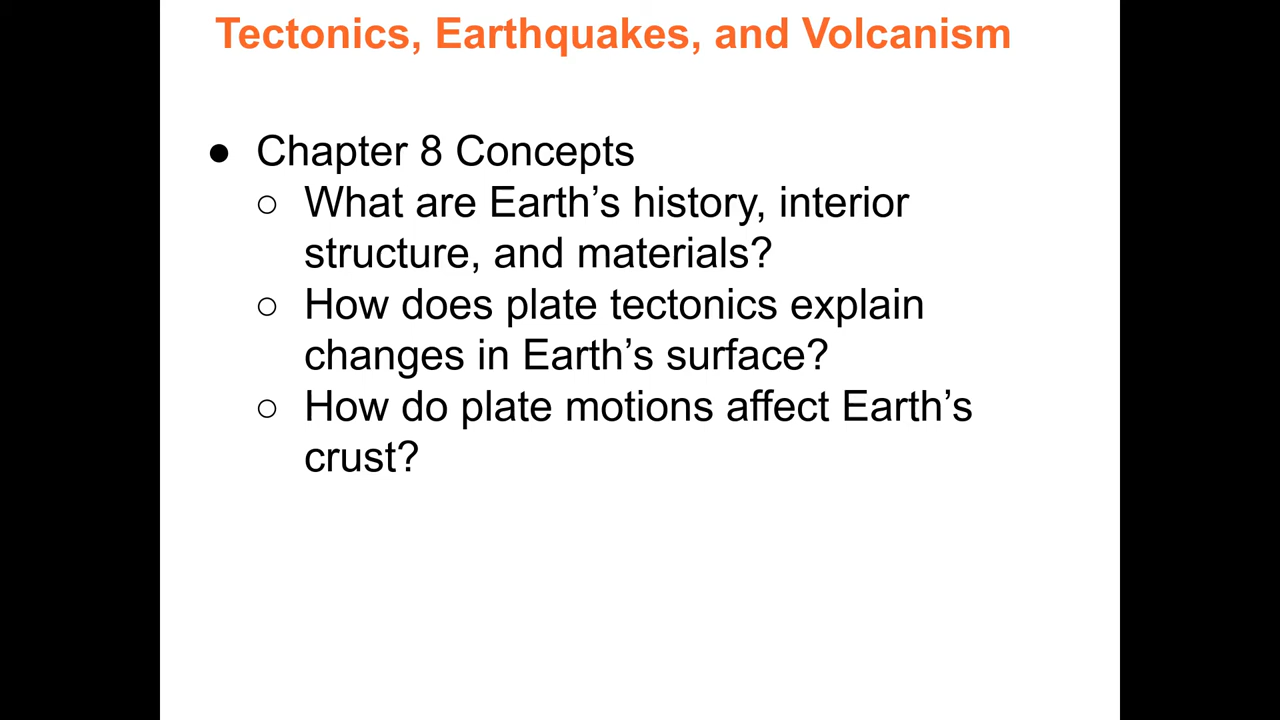 Tectonics, Earthquakes, and Volcanism
● Chapter 8 Concepts
○ What are Earth’s history, interior
structure, and materials?
○ How does plate tectonics explain
changes in Earth’s surface?
○ How do plate motions affect Earth’s
crust?